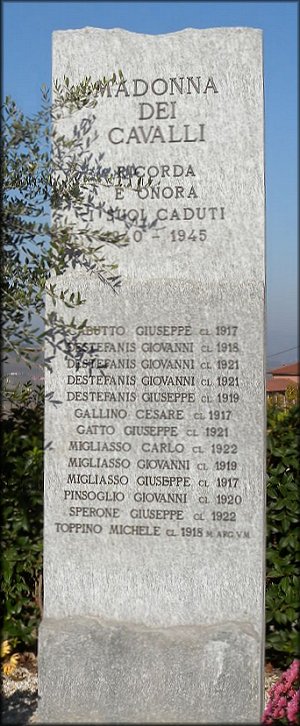 MADONNA
DEI
CAVALLI
RICORDA
E ONORA
I SUOI CADUTI
1940 - 1945
GIUSEPPE CL 1917
DESTEFANIS GIOVANNI CL 1918
DESTEFANIS GIOVANNI CL 1921
DESTEFANIS GIOVANNI CL 1921
DESTEFANIS GIUSEPPE CL 1919
GALLINO CESARE CL 1917
GATTO GIUSEPPE CL 1921
MIGLIASSO CARLO CL 1922
MIGLIASSO GIOVANNI CL 1919
MIGLIASSO GIUSEPPE CL 1917
PINSOGLIO GIOVANNI CL 1920
SPERONE GIUSEPPE CL 1922
TOPPINO MICHELE CL 1918 M. ARG. V.M.